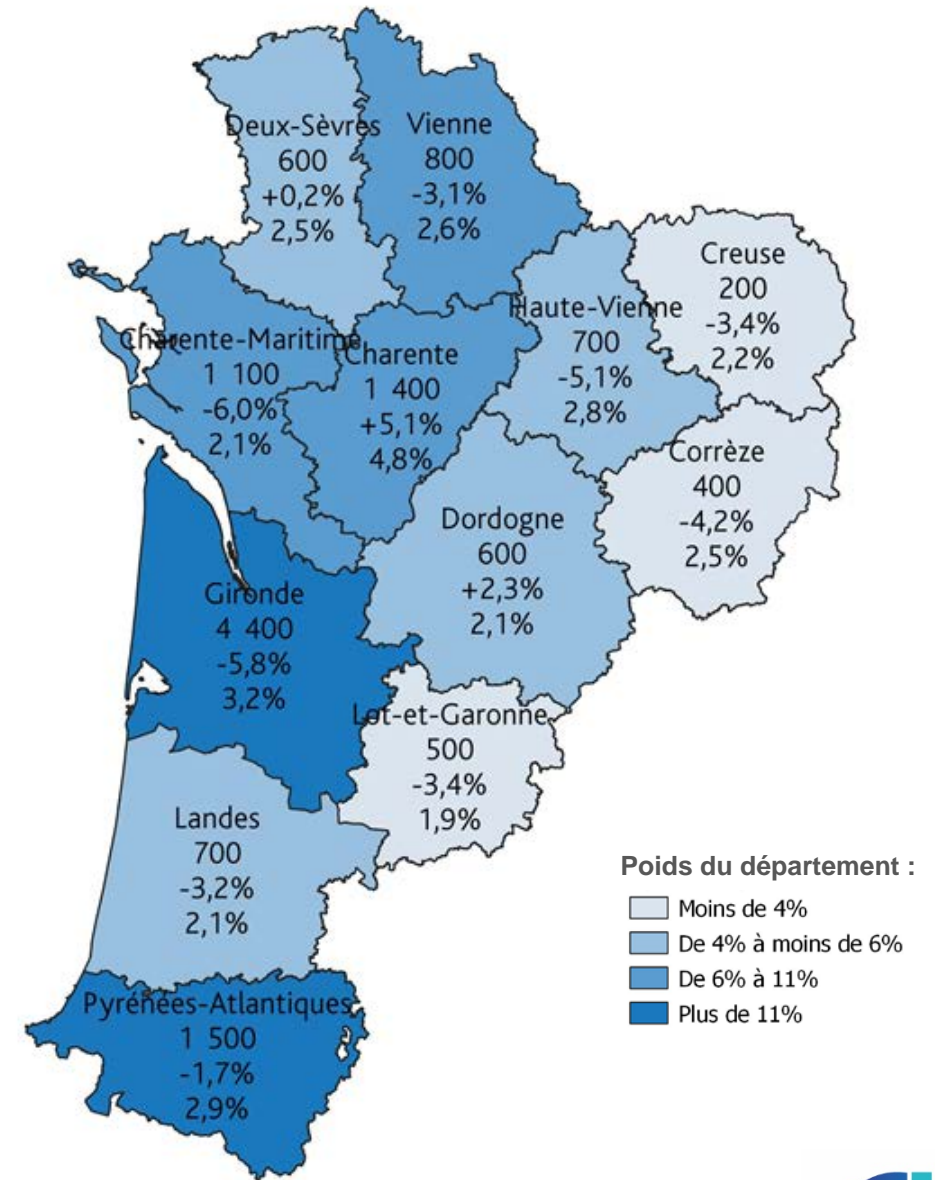 Deux-Sèvres
600
+0,2%
2,5%
Vienne
800
-3,1%
2,6%
Creuse
200
-3,4%
2,2%
Haute-Vienne
700
-5,1%
2,8%
Charente-Maritime
1 100
-6,0%
2,1%
Charente
1 400
+5,1%
4,8%
Corrèze
400
-4,2%
2,5%
Dordogne
600
+2,3%
2,1%
Gironde
4 400
-5,8%
3,2%
Lot-et-Garonne
500
-3,4%
1,9%
Landes
700
-3,2%
2,1%
Pyrénées-Atlantiques
1 500
-1,7%
2,9%
Poids du département :
Moins de 4%
De 4% à moins de 6%
De 6% à 11%
Plus de 11%